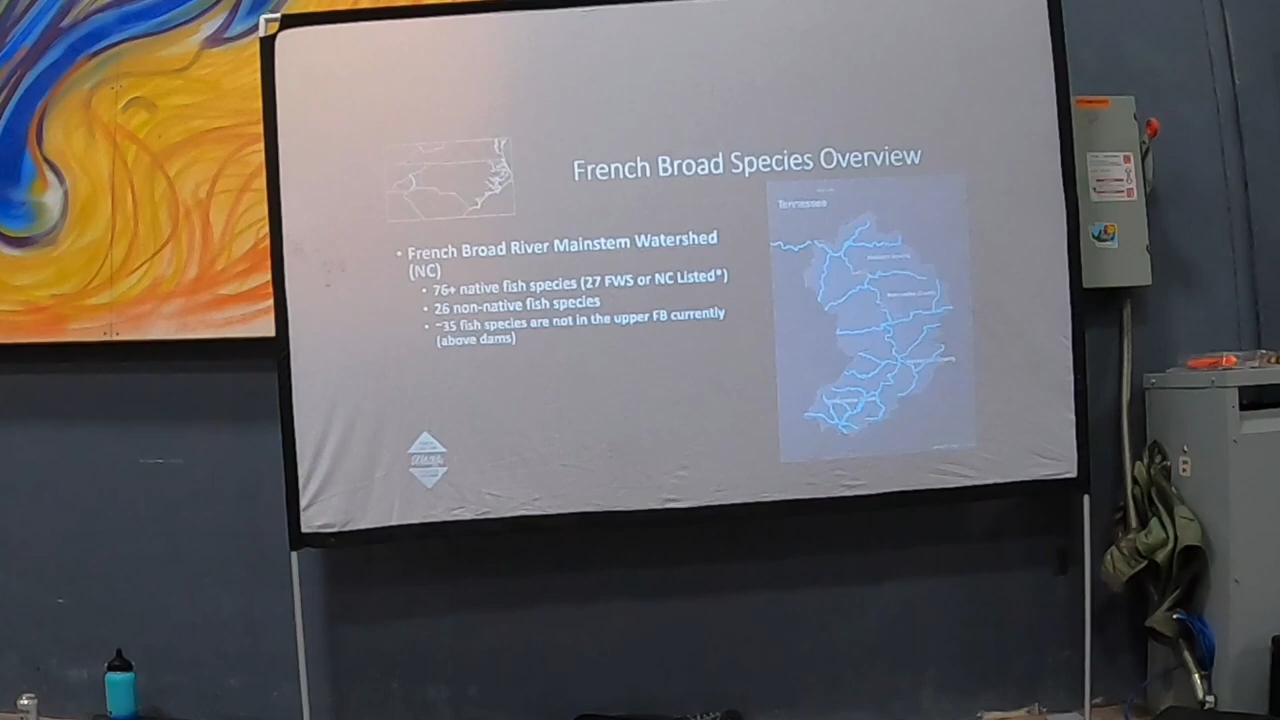 French Broad Species Overview
Tennessee
• French Broad River Mainstem Watershed
(NC)
• 76+ native fish species (27 FWS or NC Listed*)
• 26 non-native fish species
• ~35 fish species are not in the upper FB currently
(above dams)